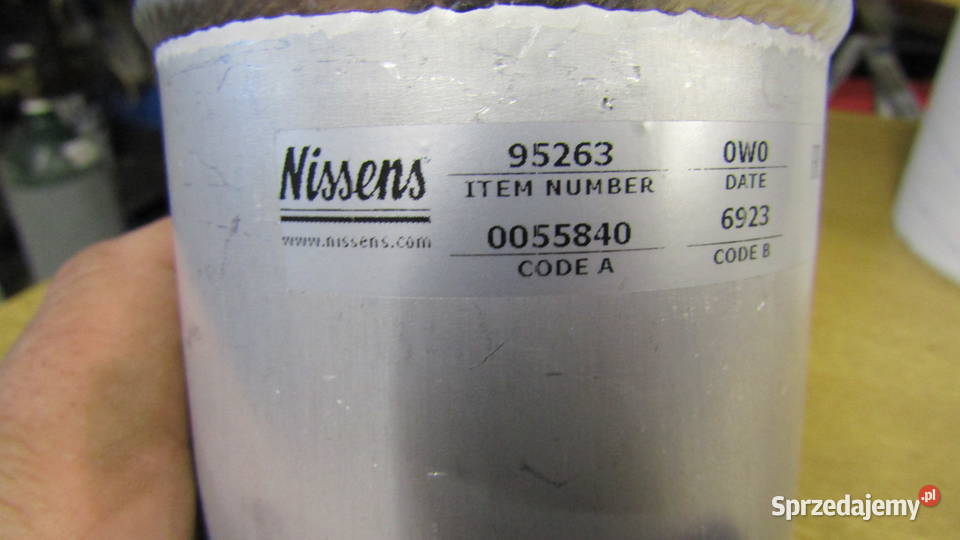 Nissens
www.nissens.com
95263
ITEM NUMBER
0055840
CODE A
0W0
DATE
6923
CODE B
Sprzedajemy.pl